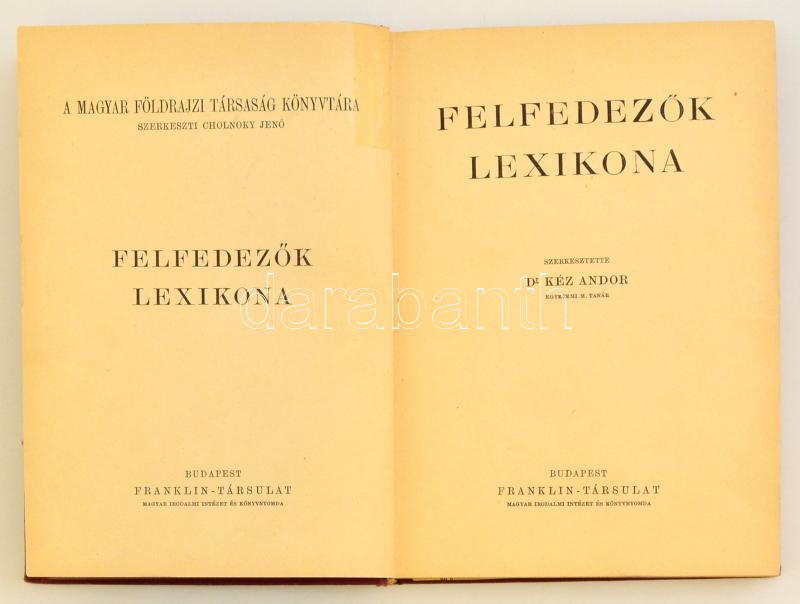 A MAGYAR FÖLDRAJZI TÁRSASÁG KÖNYVTÁRA
SZERKESZTI CHOLNOKY JENŐ
FELFEDEZŐK
LEXIKONA
BUDAPEST
FRANKLIN-TÁRSULAT
MAGYAR IRODALMI INTÉZET ÉS KÖNYVNYOMDA
FELFEDEZŐK
LEXIKONA
SZERKESZTETTE
Dr KÉZ ANDOR
EGYETEMI M. TANÁR
BUDAPEST
FRANKLIN-TÁRSULAT
MAGYAR IRODALMI INTÉZET ÉS KÖNYVNYOMDA
darabanth